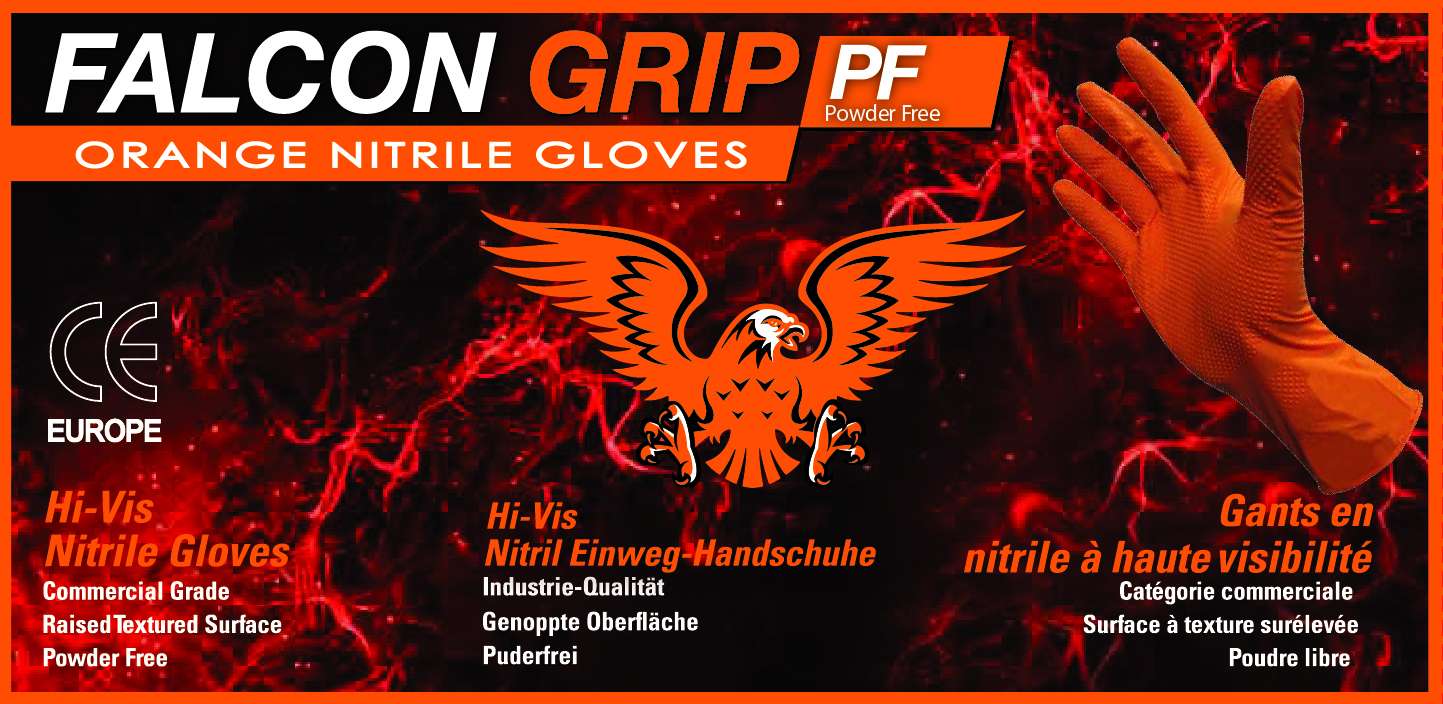 FALCON GRIP PF
Powder Free
ORANGE NITRILE GLOVES
CE
EUROPE
Hi-Vis
Nitrile Gloves
Commercial Grade
Raised Textured Surface
Powder Free
Hi-Vis
Nitril Einweg-Handschuhe
Industrie-Qualität
Genoppte Oberfläche
Puderfrei
Gants en
nitrile à haute visibilité
Catégorie commerciale
Surface à texture surélevée
Poudre libre